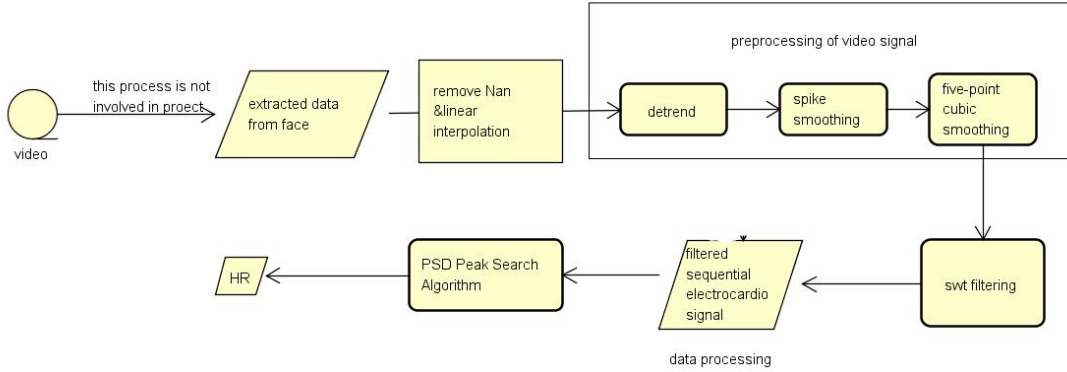 preprocessing of video signal
this process is not
involved in proect
video
extracted data
from face
remove Nan
&linear
interpolation
detrend
spike
smoothing
five-point
cubic
smoothing
HR
PSD Peak Search
Algorithm
filtered
sequential
electrocardio
signal
swt filtering
data processing